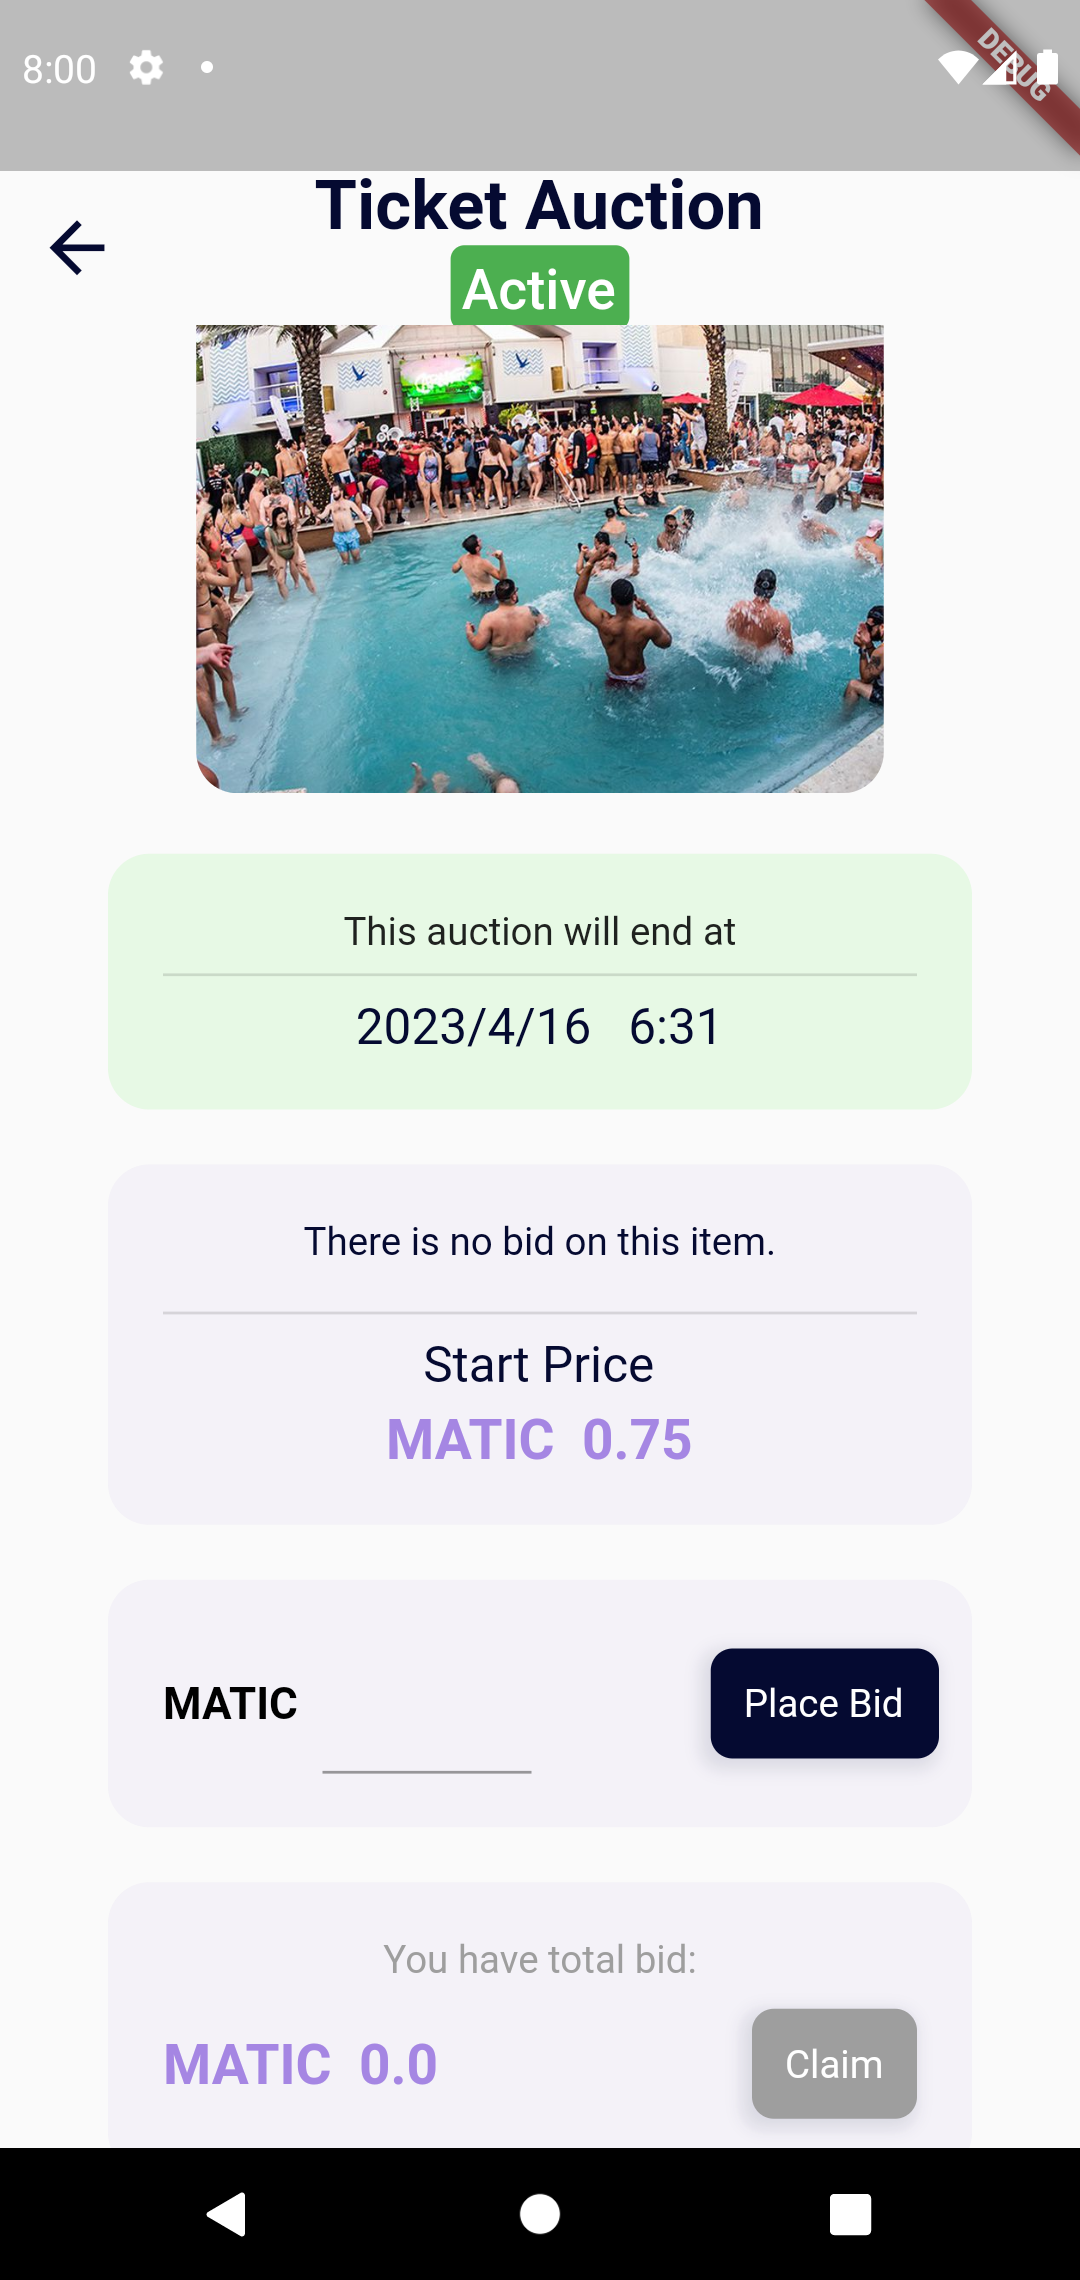 8:00
DEBUG
Ticket Auction
Active
This auction will end at
2023/4/16 6:31
There is no bid on this item.
Start Price
MATIC 0.75
MATIC
Place Bid
You have total bid:
MATIC 0.0
Claim